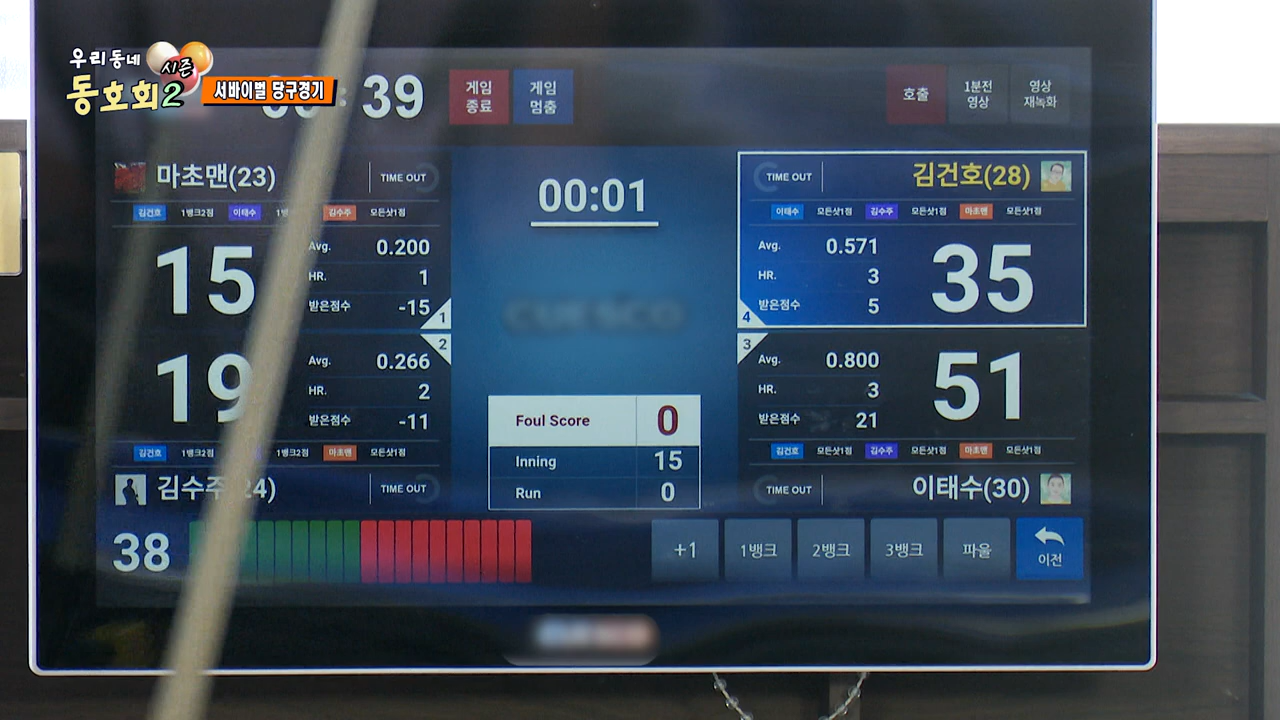 우리동네
시즌
동호회2
서바이벌 당구경기
39
게임
종료
게임
멈춤
호출
1분전
영상
영상
재녹화
마초맨(23)
TIME OUT
김건호 1뱅크2점 이태수 김수주 모든샷1점
15
Avg. 0.200
HR. 1
받은점수 -15
1
00:01
TIME OUT
김건호(28)
이태수 모든샷1점 김수주 모든샷1점 마초맨 모든샷1점
Avg. 0.571
HR. 3
받은점수 5
35
4
2
19
Avg. 0.266
HR. 2
받은점수 -11
김건호 1뱅크2점 1뱅크2점 마초맨 모든샷1점
김수주(24)
TIME OUT
Foul Score 0
Inning 15
Run 0
3
Avg. 0.800
HR. 3
받은점수 21
51
김건호 모든샷1점 김수주 모든샷1점 마초맨 모든샷1점
TIME OUT
이태수(30)
38
+1 1뱅크 2뱅크 3뱅크 파울 이전